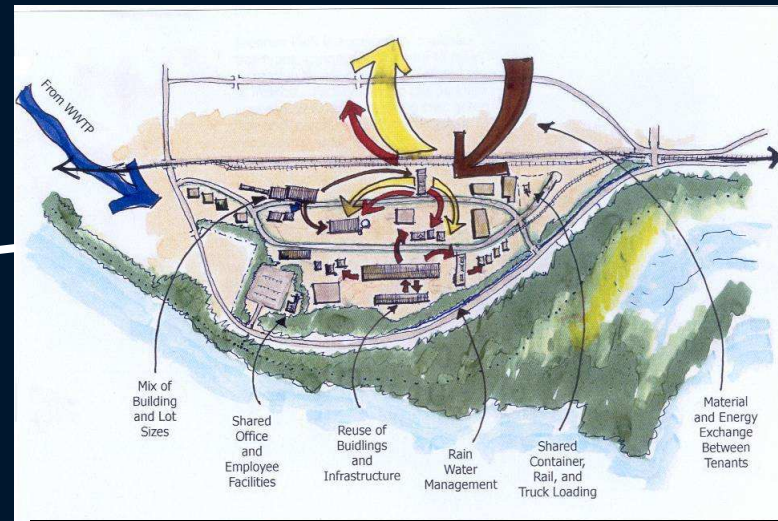 From WWTP
Mix of
Building
and Lot
Sizes
Shared
Office
and
Employee
Facilities
Reuse of
Buidlings
and
Infrastructure
Rain
Water
Management
Shared
Container,
Rail, and
Truck Loading
Material
and Energy
Exchange
Between
Tenants